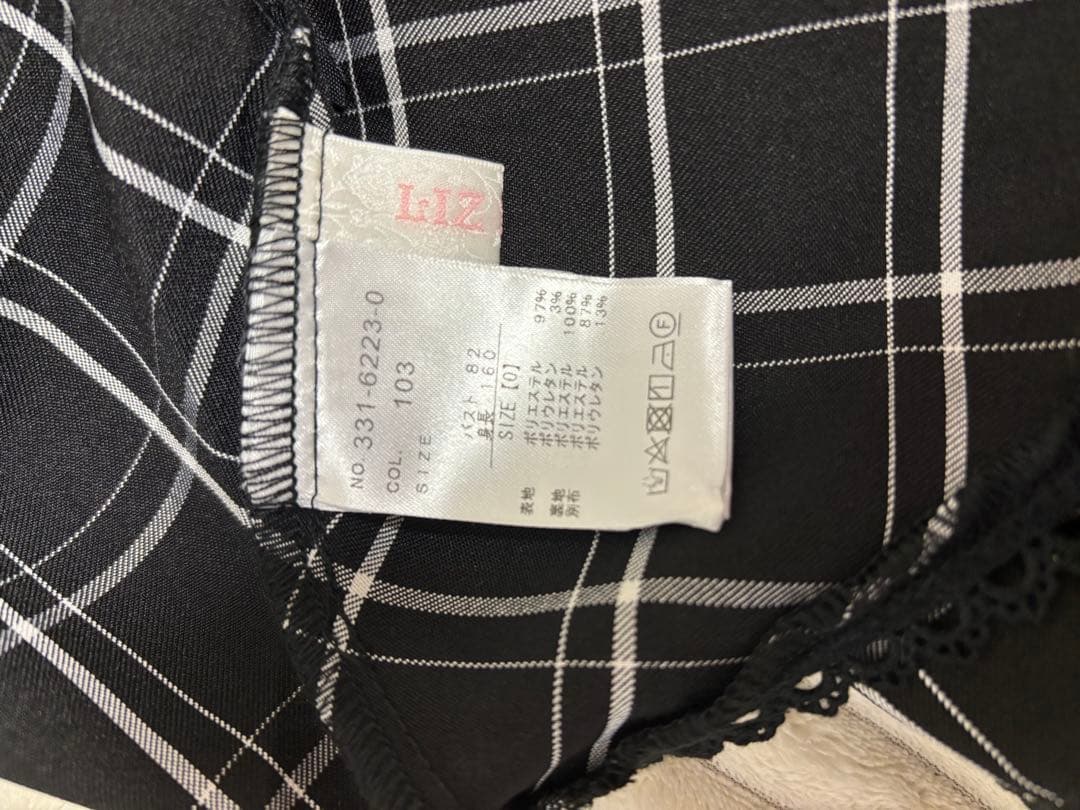 LIZ
NO. 331-6223-0
COL. 103
SIZE
バスト 82
身長 160
SIZE【0】
表地 ポリエステル 97%
ポリウレタン 3%
裏地 ポリエステル 100%
別布 ポリエステル 87%
ポリウレタン 13%
F